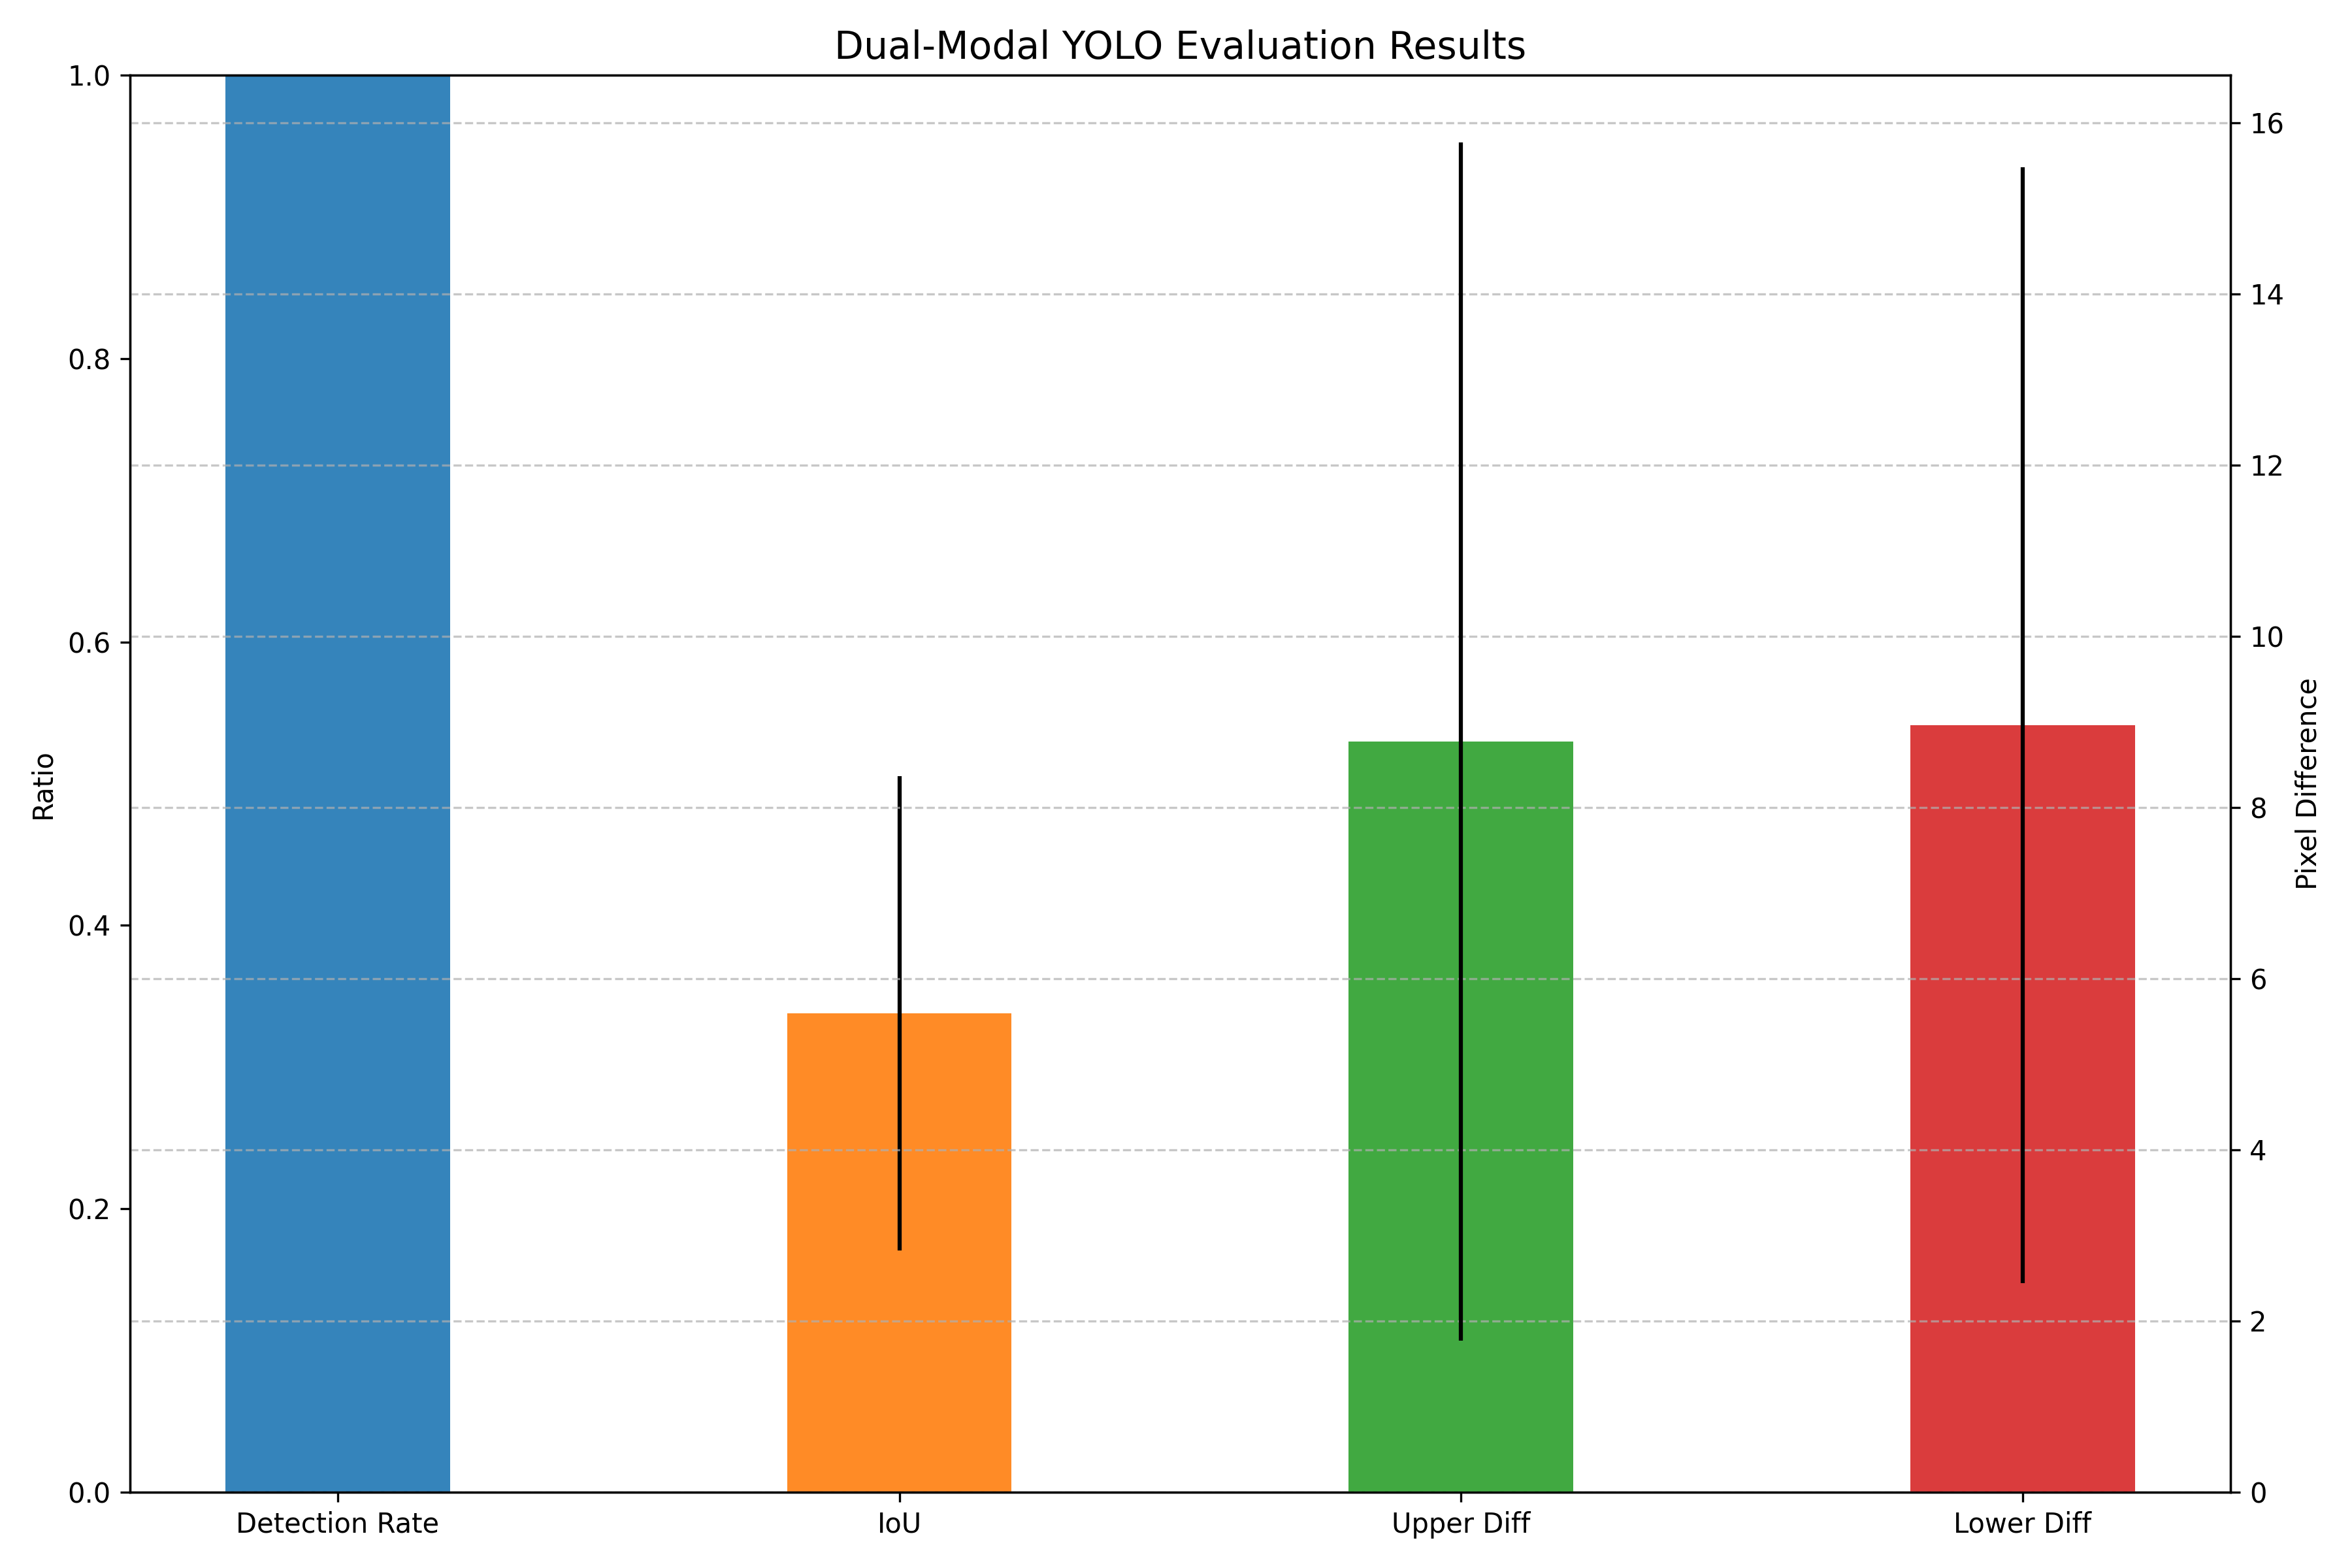 Dual-Modal YOLO Evaluation Results
1.0
0.8
0.6
0.4
0.2
0.0
Ratio
16
14
12
10
8
6
4
2
0
Pixel Difference
Detection Rate
IoU
Upper Diff
Lower Diff